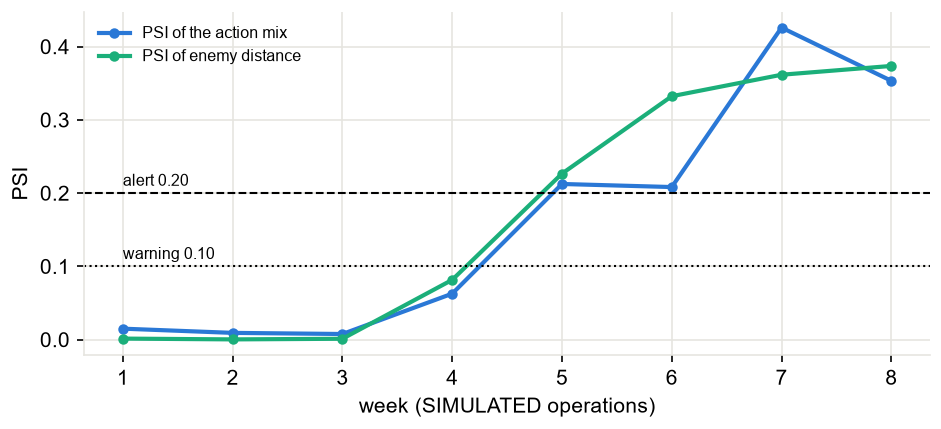 PSI of the action mix
PSI of enemy distance
0.4
0.3
0.2
0.1
0.0
PSI
alert 0.20
warning 0.10
1 2 3 4 5 6 7 8
week (SIMULATED operations)